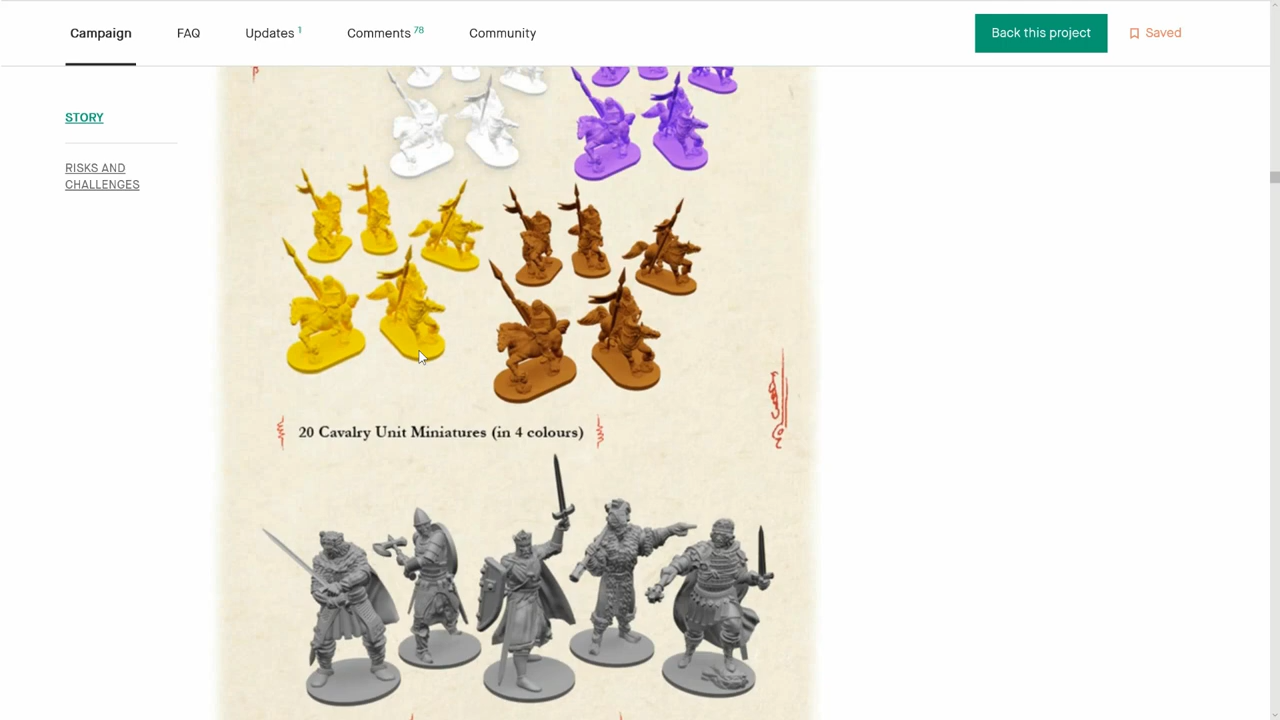 Campaign
FAQ
Updates 1
Comments 78
Community
Back this project
Saved
STORY
RISKS AND
CHALLENGES
20 Cavalry Unit Miniatures (in 4 colours)